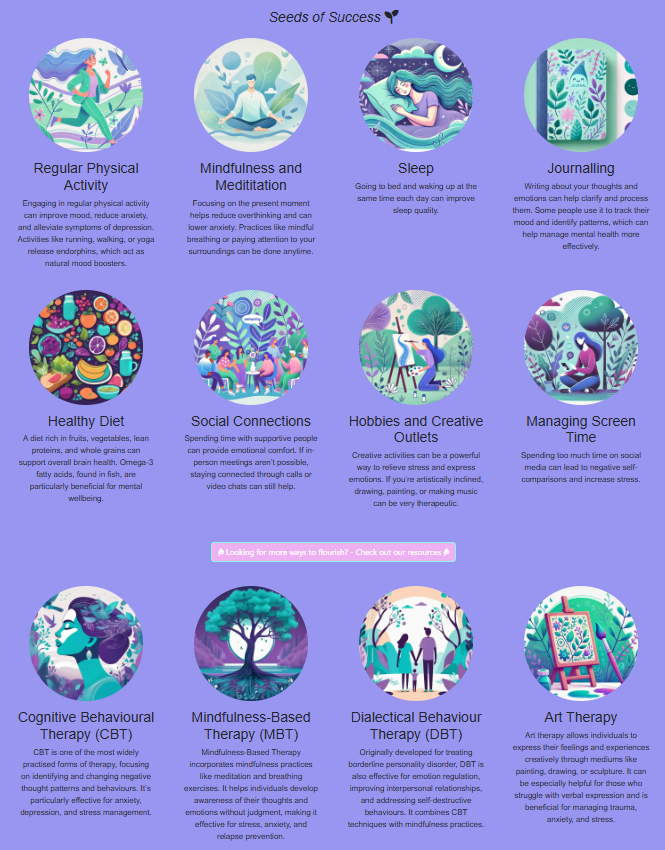 Seeds of Success
Regular Physical
Activity
Engaging in regular physical activity
can improve mood, reduce anxiety,
and alleviate symptoms of depression.
Activities like running, walking, or yoga
release endorphins, which act as
natural mood boosters.
Mindfulness and
Medititation
Focusing on the present moment
helps reduce overthinking and can
lower anxiety. Practices like mindful
breathing or paying attention to your
surroundings can be done anytime.
Sleep
Going to bed and waking up at the
same time each day can improve
sleep quality.
JOURNAL
Journalling
Writing about your thoughts and
emotions can help clarify and process
them. Some people use it to track their
mood and identify patterns, which can
help manage mental health more
effectively.
Healthy Diet
A diet rich in fruits, vegetables, lean
proteins, and whole grains can
support overall brain health. Omega-3
fatty acids, found in fish, are
particularly beneficial for mental
wellbeing.
Social Connections
Spending time with supportive people
can provide emotional comfort. If in-
person meetings aren't possible,
staying connected through calls or
video chats can still help.
Hobbies and Creative
Outlets
Creative activities can be a powerful
way to relieve stress and express
emotions. If you're artistically inclined,
drawing, painting, or making music
can be very therapeutic.
Managing Screen
Time
Spending too much time on social
media can lead to negative self-
comparisons and increase stress.
Looking for more ways to flourish? - Check out our resources
Cognitive Behavioural
Therapy (CBT)
CBT is one of the most widely
practised forms of therapy, focusing
on identifying and changing negative
thought patterns and behaviours. It's
particularly effective for anxiety,
depression, and stress management.
Mindfulness-Based
Therapy (MBT)
Mindfulness-Based Therapy
incorporates mindfulness practices
like meditation and breathing
exercises. It helps individuals develop
awareness of their thoughts and
emotions without judgment, making it
effective for stress, anxiety, and
relapse prevention.
Dialectical Behaviour
Therapy (DBT)
Originally developed for treating
borderline personality disorder, DBT is
also effective for emotion regulation,
improving interpersonal relationships,
and addressing self-destructive
behaviours. It combines CBT
techniques with mindfulness practices.
Art Therapy
Art therapy allows individuals to
express their feelings and experiences
creatively through mediums like
painting, drawing, or sculpture. It can
be especially helpful for those who
struggle with verbal expression and is
beneficial for managing trauma,
anxiety, and stress.